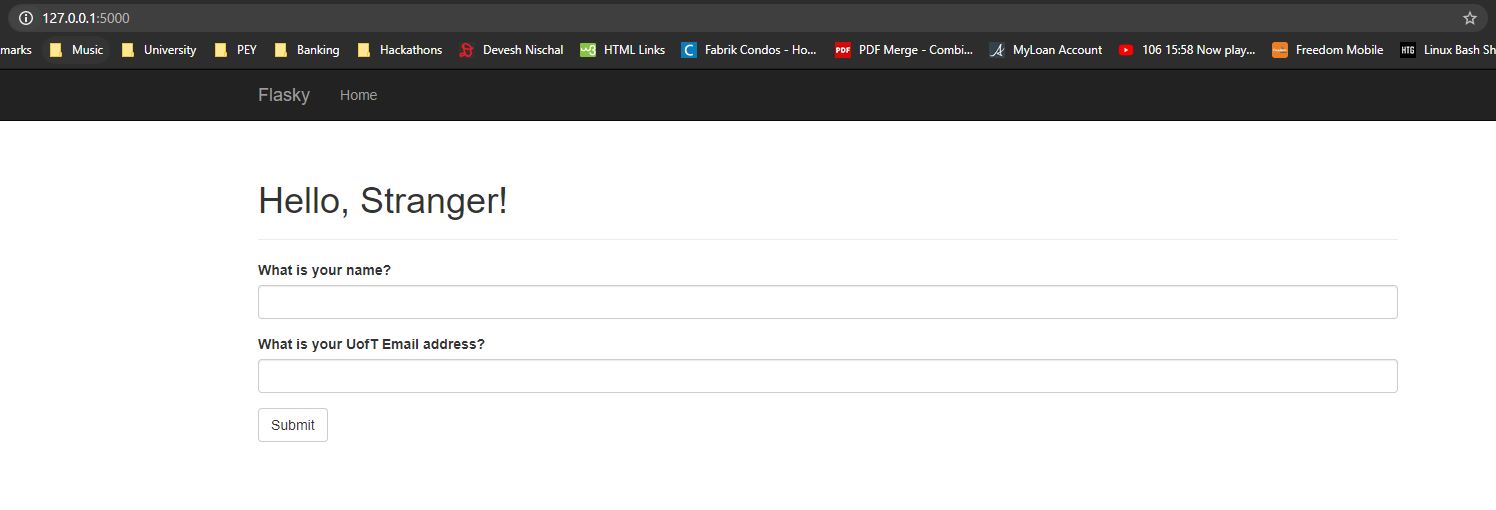 127.0.0.1:5000
marks Music University PEY Banking Hackathons Devesh Nischal HTML Links Fabrik Condos - Ho... PDF PDF Merge - Combi... MyLoan Account 106 15:58 Now play... Freedom Mobile HTG Linux Bash Sh
Flasky Home
Hello, Stranger!
What is your name?
What is your UofT Email address?
Submit